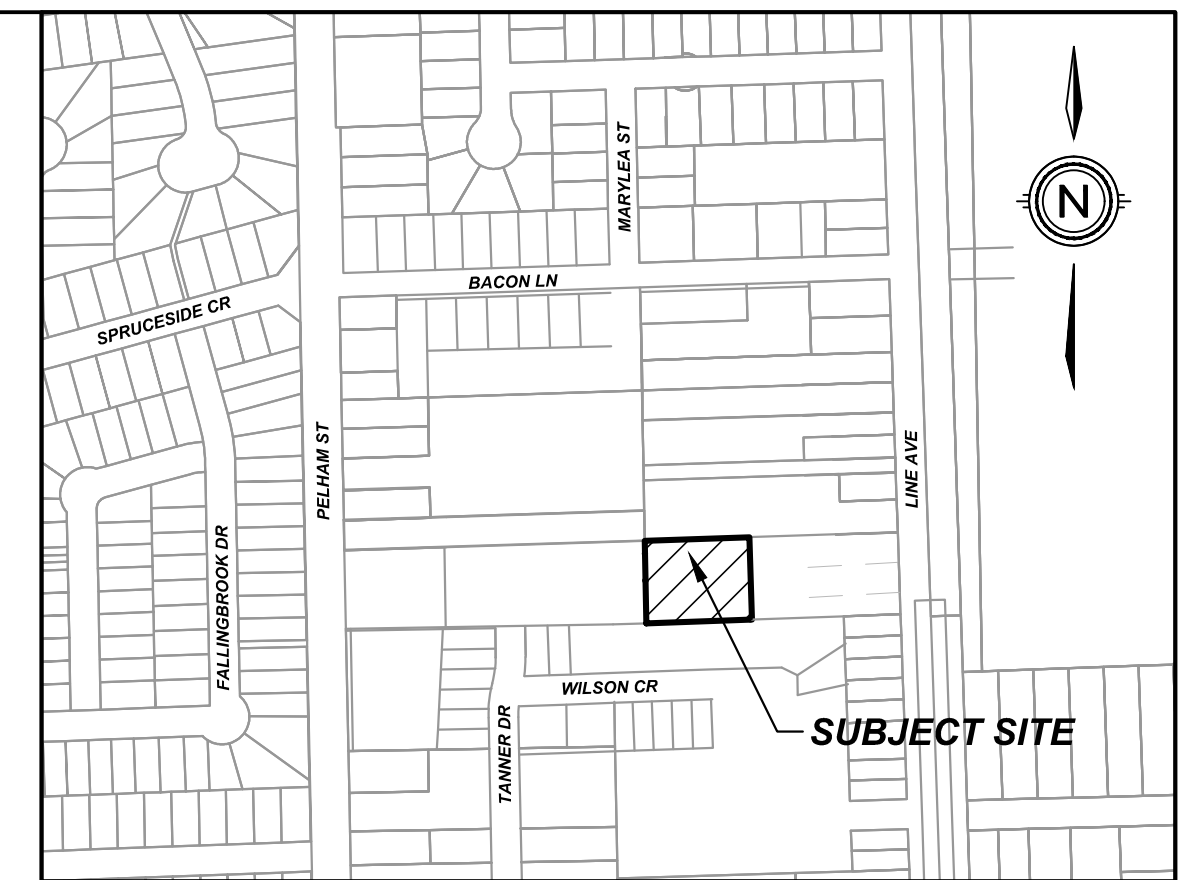 MARYLEA ST
N
BACON LN
SPRUCESIDE CR
PELHAM ST
LINE AVE
FALLINGBROOK DR
WILSON CR
TANNER DR
SUBJECT SITE